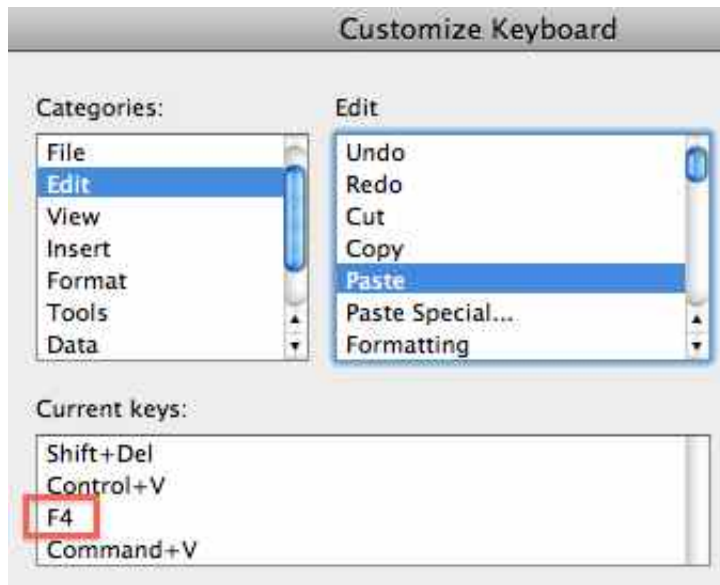 Customize Keyboard
Categories:
File
Edit
View
Insert
Format
Tools
Data
Edit
Undo
Redo
Cut
Copy
Paste
Paste Special...
Formatting
Current keys:
Shift+Del
Control+V
F4
Command+V